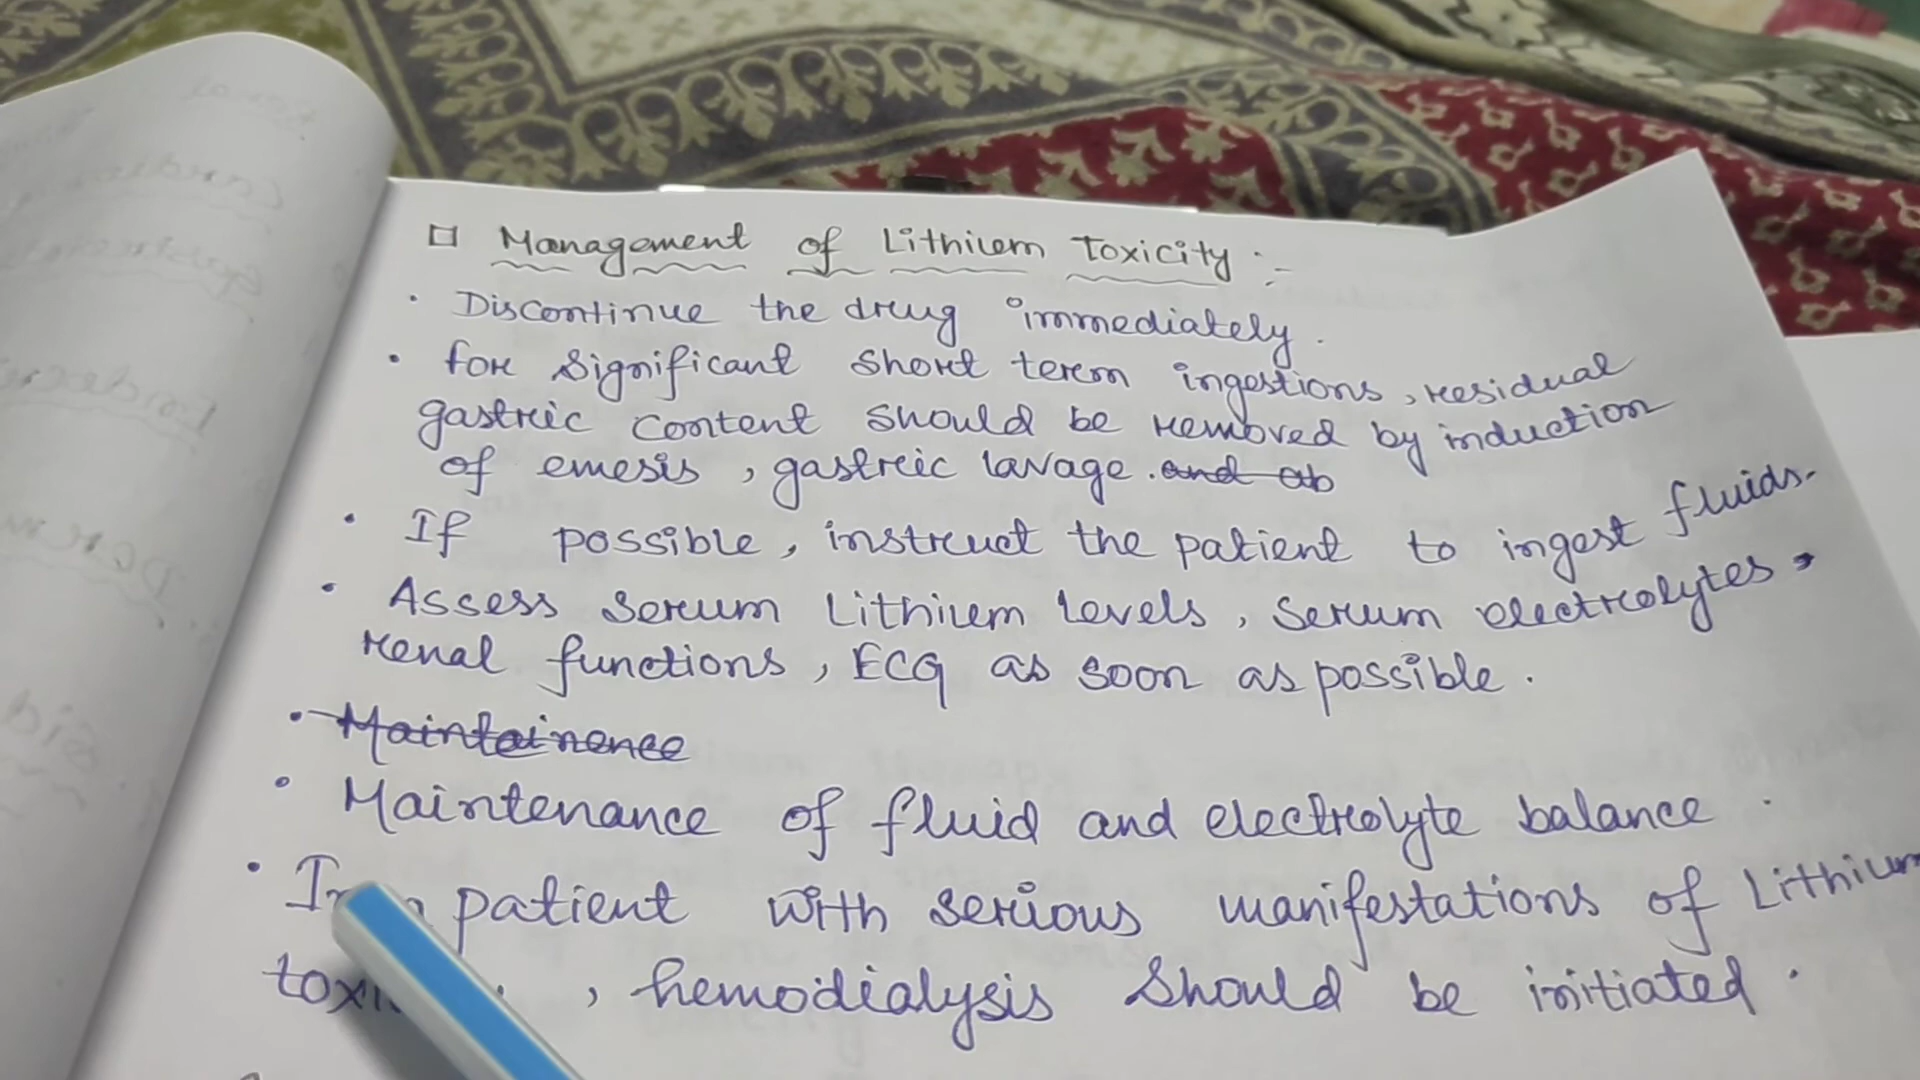 Management of Lithium Toxicity :-
• Discontinue the drug immediately.
• for significant short term ingestions, residual
gastric content should be removed by induction
of emesis, gastric lavage. and ab
• If possible, instruct the patient to ingest fluids.
• Assess serum Lithium levels, serum electrolytes,
renal functions, ECG as soon as possible.
• Maintainence
• Maintenance of fluid and electrolyte balance.
• patient with serious manifestations of Lithium
, hemodialysis should be initiated.